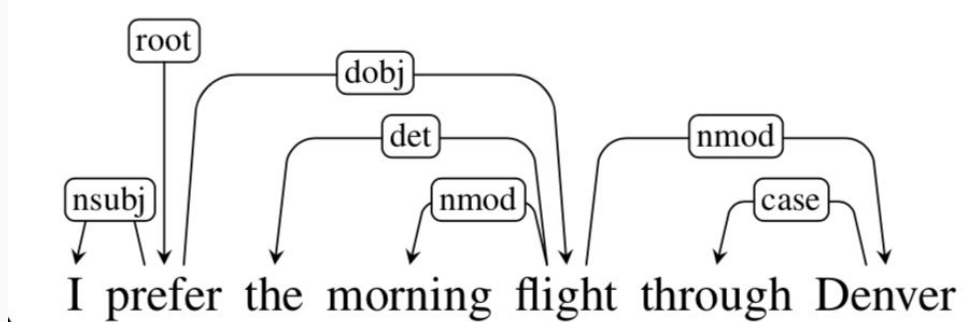 root
dobj
det
nmod
nsubj
nmod
case
I prefer the morning flight through Denver